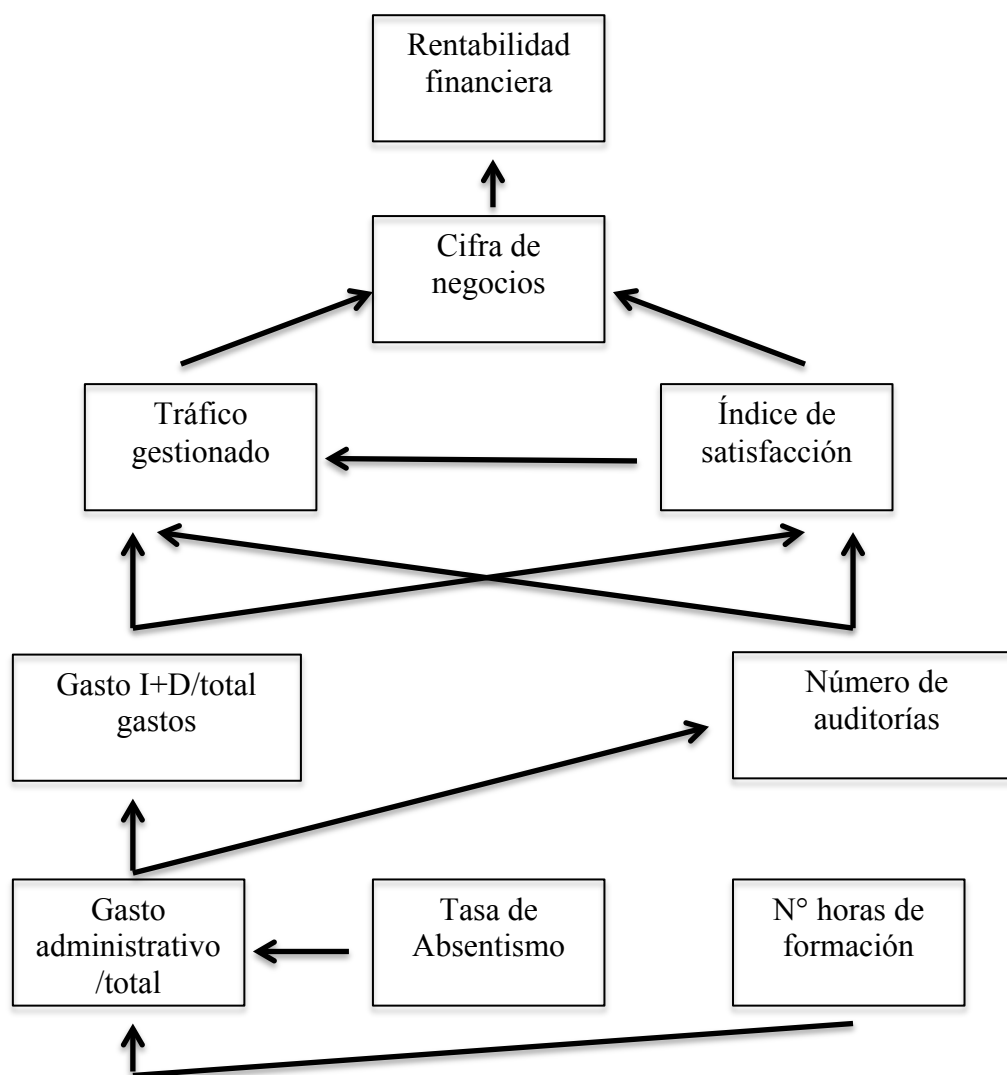 Rentabilidad
financiera
Cifra de
negocios
Tráfico
gestionado
Índice de
satisfacción
Gasto I+D/total
gastos
Número de
auditorías
Gasto
administrativo
/total
Tasa de
Absentismo
N° horas de
formación